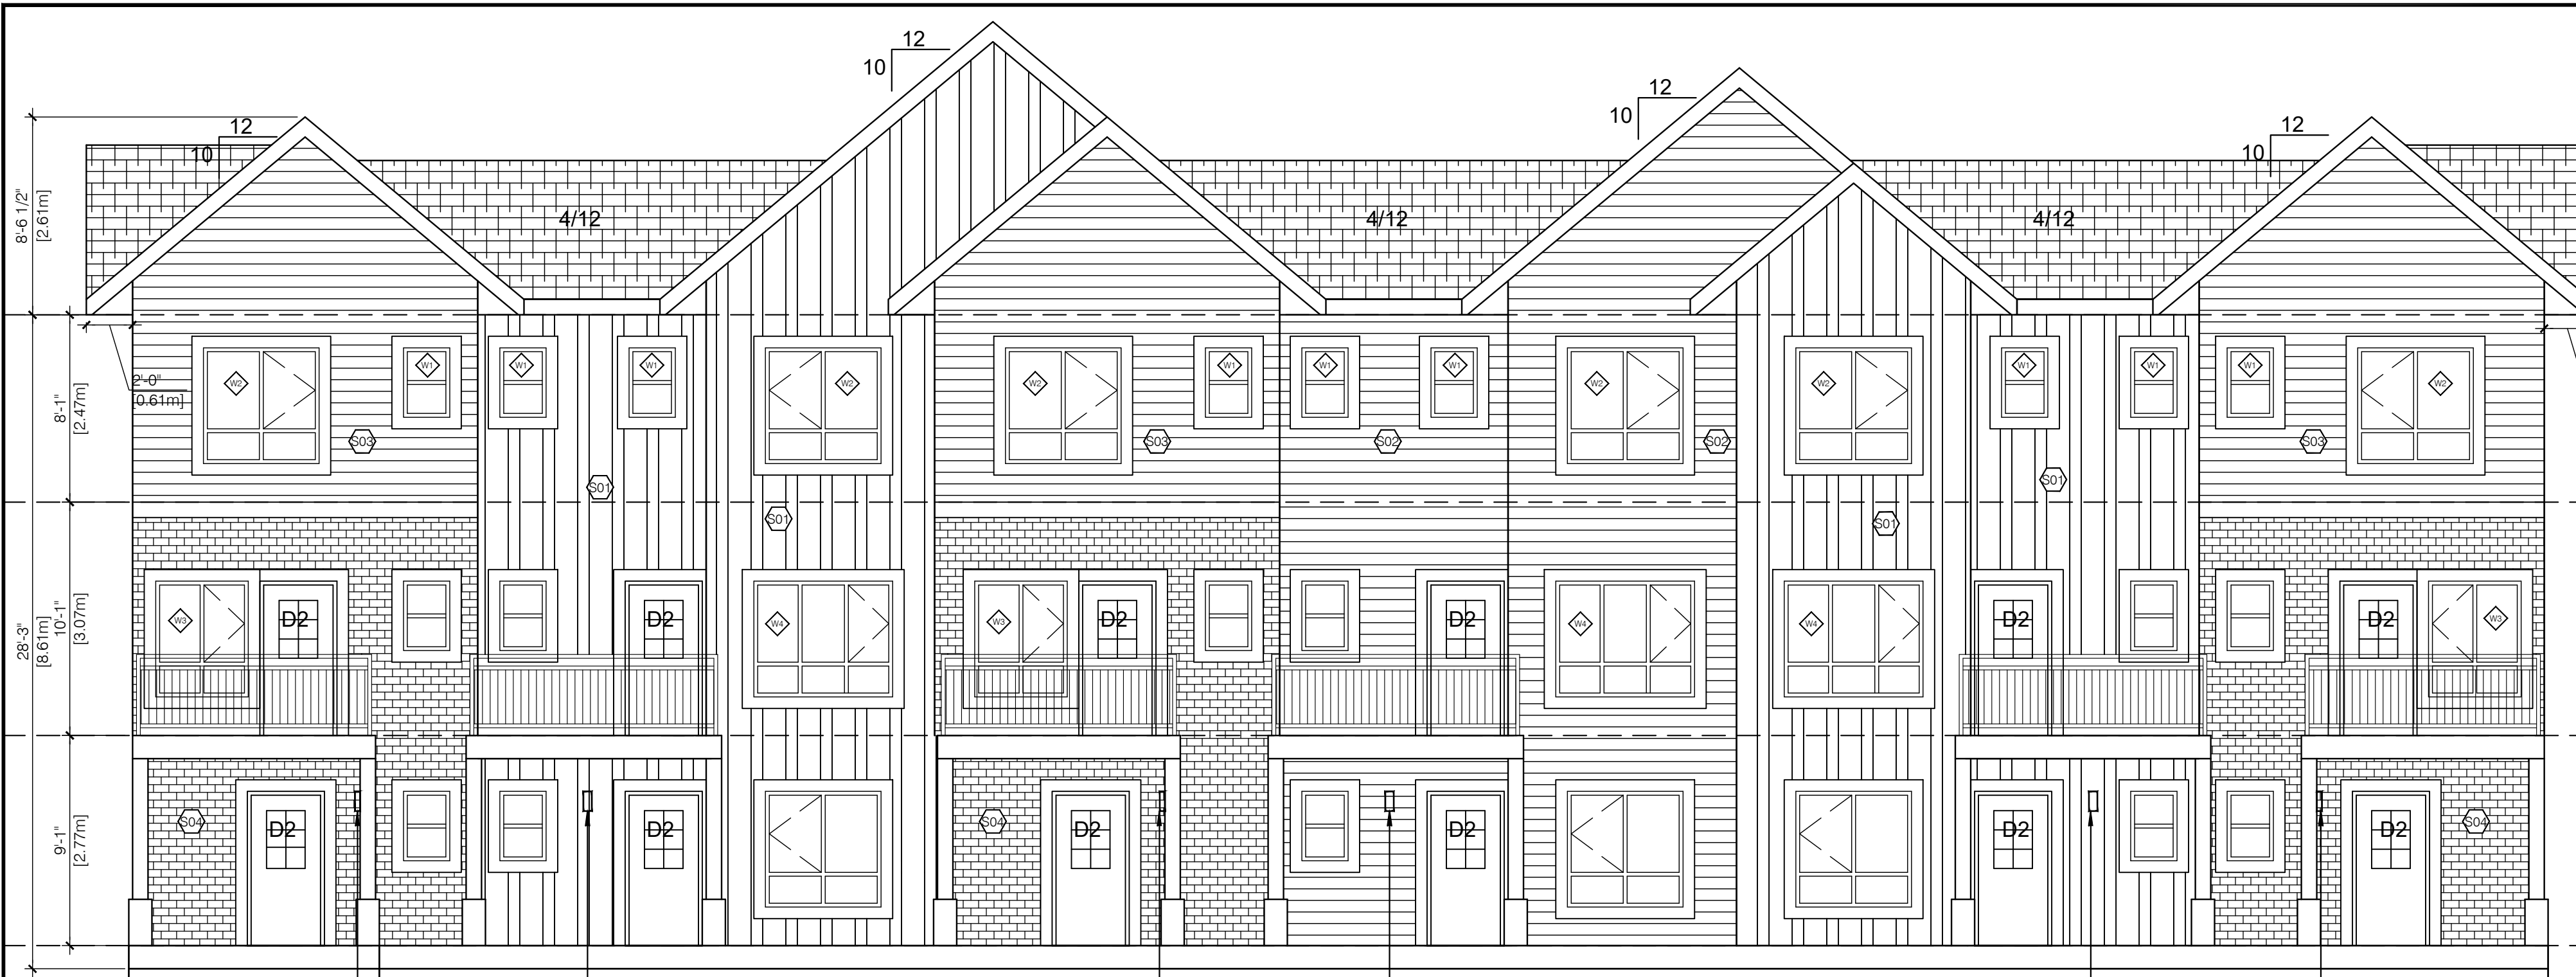 12
10
12
10
12
10
12
10
4/12
4/12
4/12
8'-6 1/2"
[2.61m]
8'-1"
[2.47m]
2'-0"
[0.61m]
28'-3"
[8.61m]
10'-1"
[3.07m]
9'-1"
[2.77m]
W2 W1 W1 W1 W2 W2 W1 W1 W1 W2 W2 W1 W1 W1 W2
S03 S03 S02 S02 S03
S01 S01
S01 S01
W3 D2 D2 W4 W3 D2 D2 W4 W4 D2 D2 W3
S04 D2 D2 S04 D2 D2 D2 D2 S04